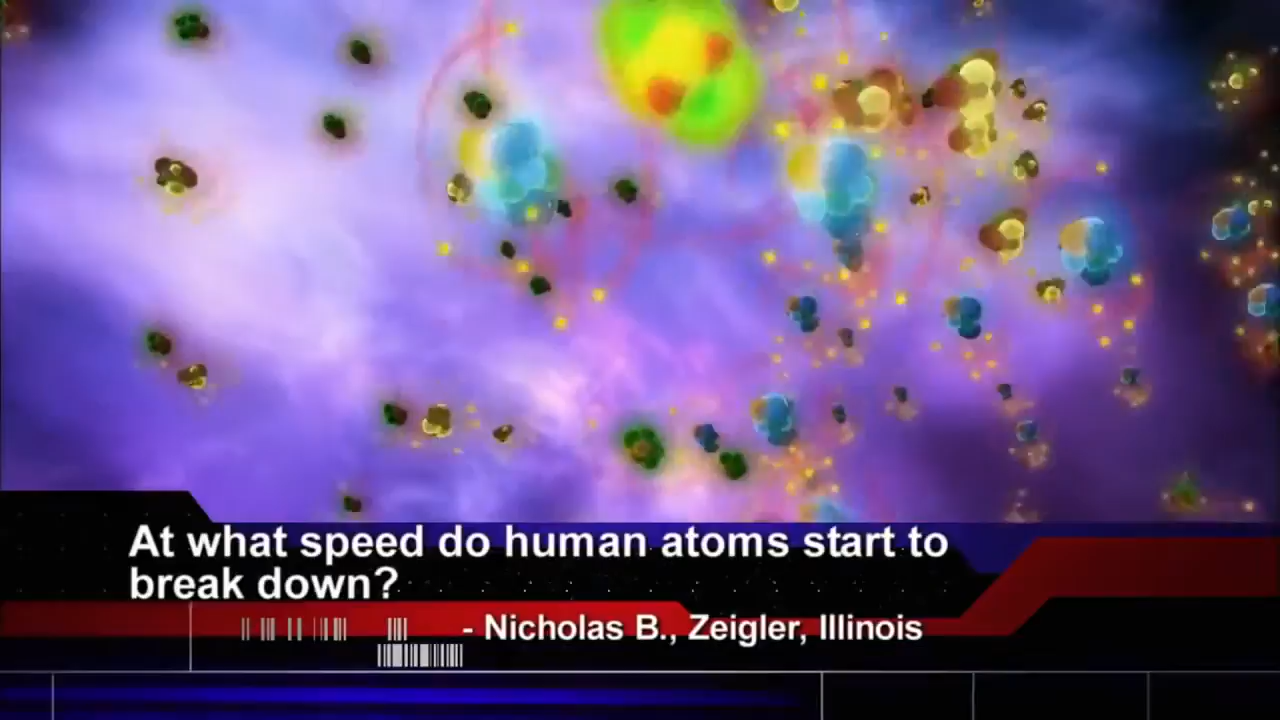 At what speed do human atoms start to
break down?
- Nicholas B., Zeigler, Illinois